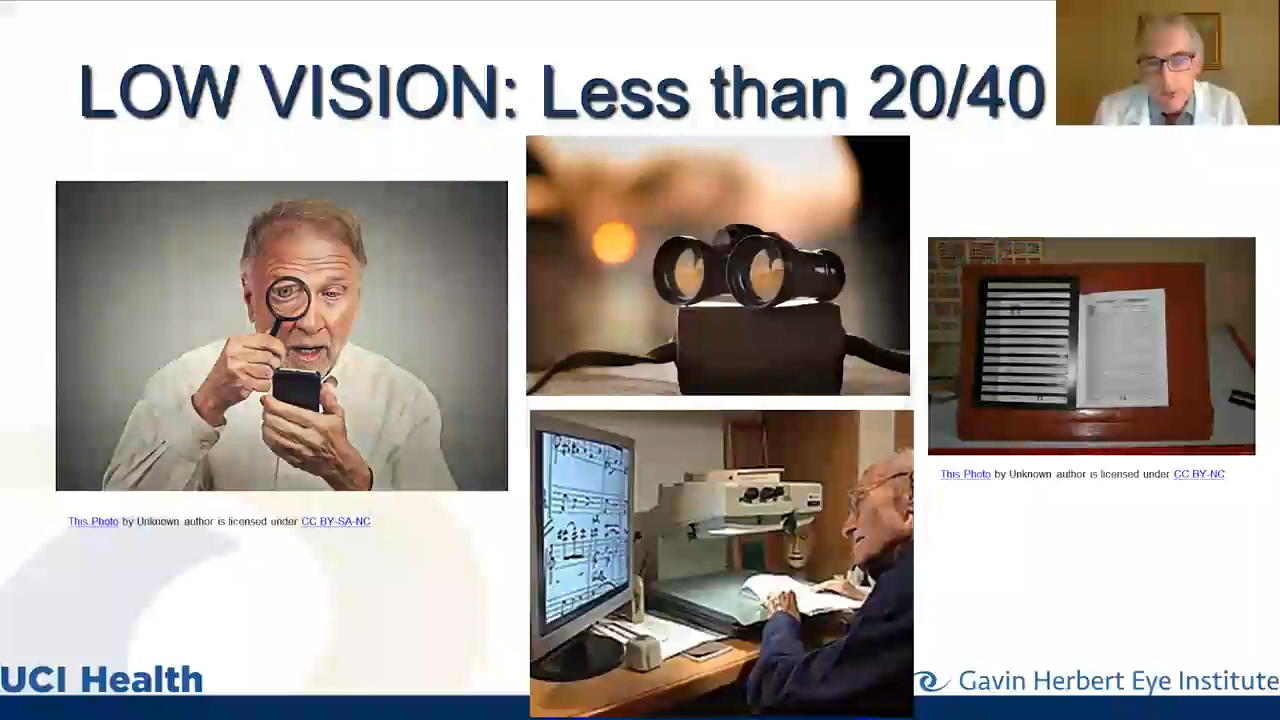 LOW VISION: Less than 20/40
This Photo by Unknown author is licensed under CC BY-SA-NC
This Photo by Unknown author is licensed under CC BY-NC
UCI Health
Gavin Herbert Eye Institute